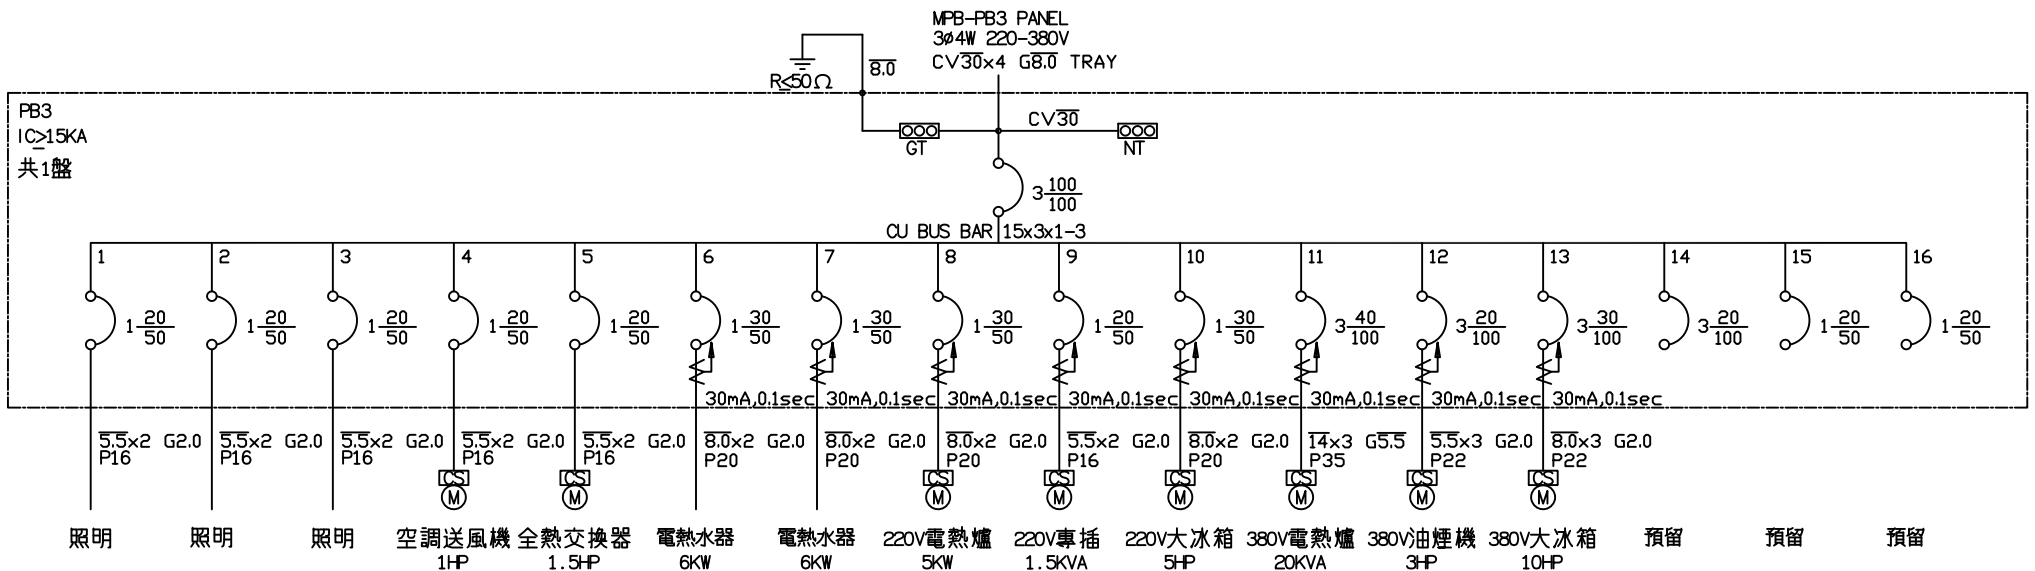 MPB-PB3 PANEL
3ø4W 220-380V
CV30x4 G8.0 TRAY
8.0
R≤50Ω
PB3
IC≥15KA
共1盤
CV30
GT
NT
3 100/100
CU BUS BAR 15x3x1-3
1 2 3 4 5 6 7 8 9 10 11 12 13 14 15 16
1 20/50 1 20/50 1 20/50 1 20/50 1 20/50 1 30/50 1 30/50 1 30/50 1 20/50 1 30/50 3 40/100 3 20/100 3 30/100 3 20/100 1 20/50 1 20/50
30mA,0.1sec 30mA,0.1sec 30mA,0.1sec 30mA,0.1sec 30mA,0.1sec 30mA,0.1sec 30mA,0.1sec 30mA,0.1sec
5.5x2 G2.0 5.5x2 G2.0 5.5x2 G2.0 5.5x2 G2.0 5.5x2 G2.0 8.0x2 G2.0 8.0x2 G2.0 8.0x2 G2.0 5.5x2 G2.0 8.0x2 G2.0 14x3 G5.5 5.5x3 G2.0 8.0x3 G2.0
P16 P16 P16 P16 P16 P20 P20 P20 P16 P20 P35 P22 P22
CS CS CS CS CS CS CS CS
M M M M M M M M
照明 照明 照明 空調送風機 全熱交換器 電熱水器 電熱水器 220V電熱爐 220V專插 220V大冰箱 380V電熱爐 380V油煙機 380V大冰箱 預留 預留 預留
1HP 1.5HP 6KW 6KW 5KW 1.5KVA 5HP 20KVA 3HP 10HP